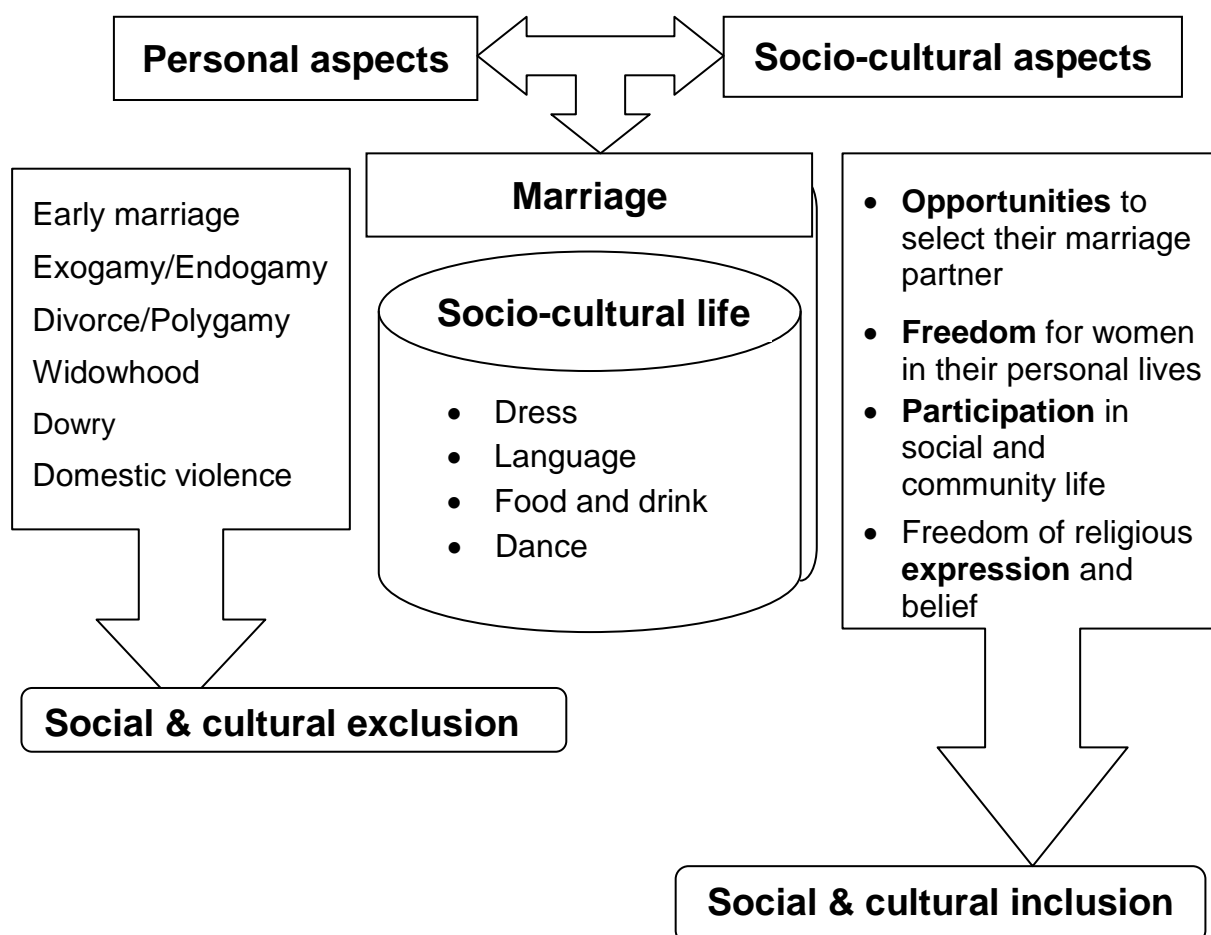 Personal aspects
Socio-cultural aspects
Marriage
Early marriage
Exogamy/Endogamy
Divorce/Polygamy
Widowhood
Dowry
Domestic violence
Socio-cultural life
• Dress
• Language
• Food and drink
• Dance
• Opportunities to
select their marriage
partner
• Freedom for women
in their personal lives
• Participation in
social and
community life
• Freedom of religious
expression and
belief
Social & cultural exclusion
Social & cultural inclusion